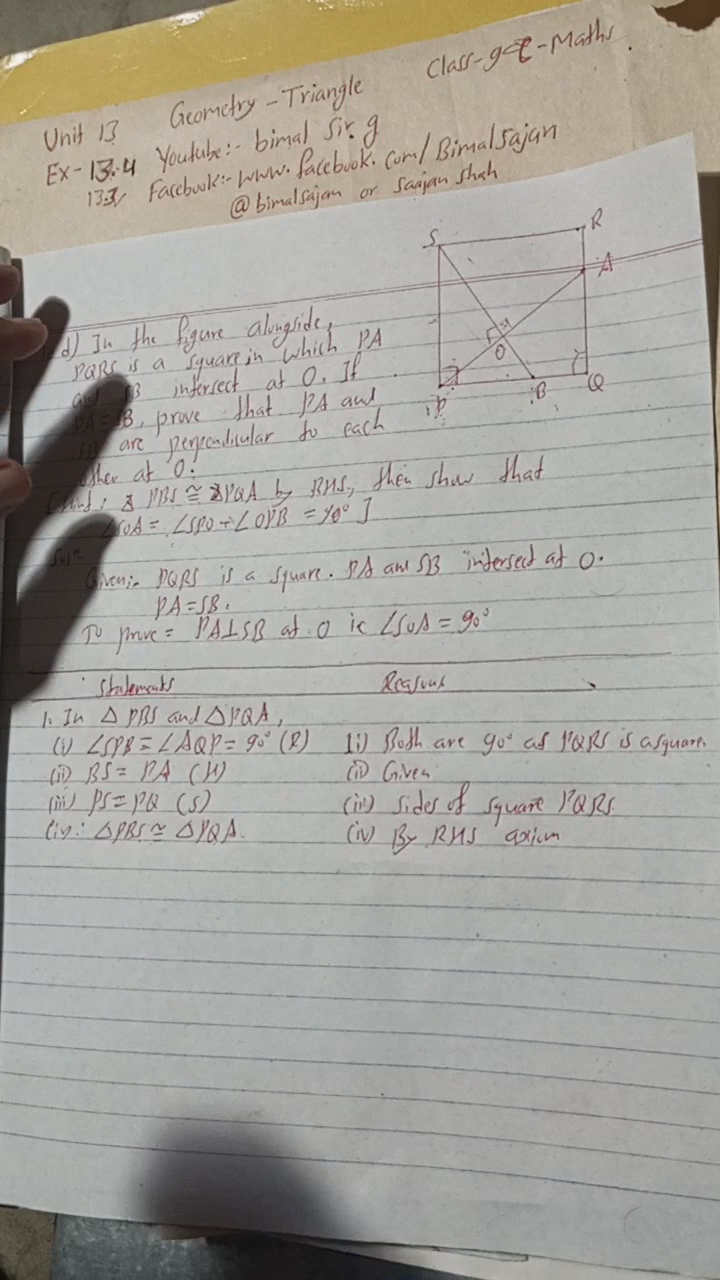 Unit 13 Geometry - Triangle Class-9 - Maths.
Ex-13.4 Youtube:- bimal sir g
13.3 Facebook:- www.facebook.com/Bimalsajan
@bimalsajan or saajan shah
S R
A
O
P B Q
d) In the figure alongside,
PQRS is a square in which PA
and SB intersect at O. If
PA=SB, prove that PA and
SB are perpendicular to each
other at O.
[Hint: Δ PBS ≅ ΔPQA by RHS, then show that
∠SOA = ∠SPO + ∠OPB = 90° ]
Given:- PQRS is a square. PA and SB intersect at O.
PA=SB.
To prove = PA⊥SB at O ie ∠SOA = 90°
Statements Reasons
1. In Δ PBS and ΔPQA,
(i) ∠SPB = ∠AQP = 90° (R) (i) Both are 90° as PQRS is a square.
(ii) BS = PA (H) (ii) Given
(iii) PS = PQ (S) (iii) sides of square PQRS
(iv) ∴ ΔPBS ≅ ΔPQA. (iv) By RHS axiom